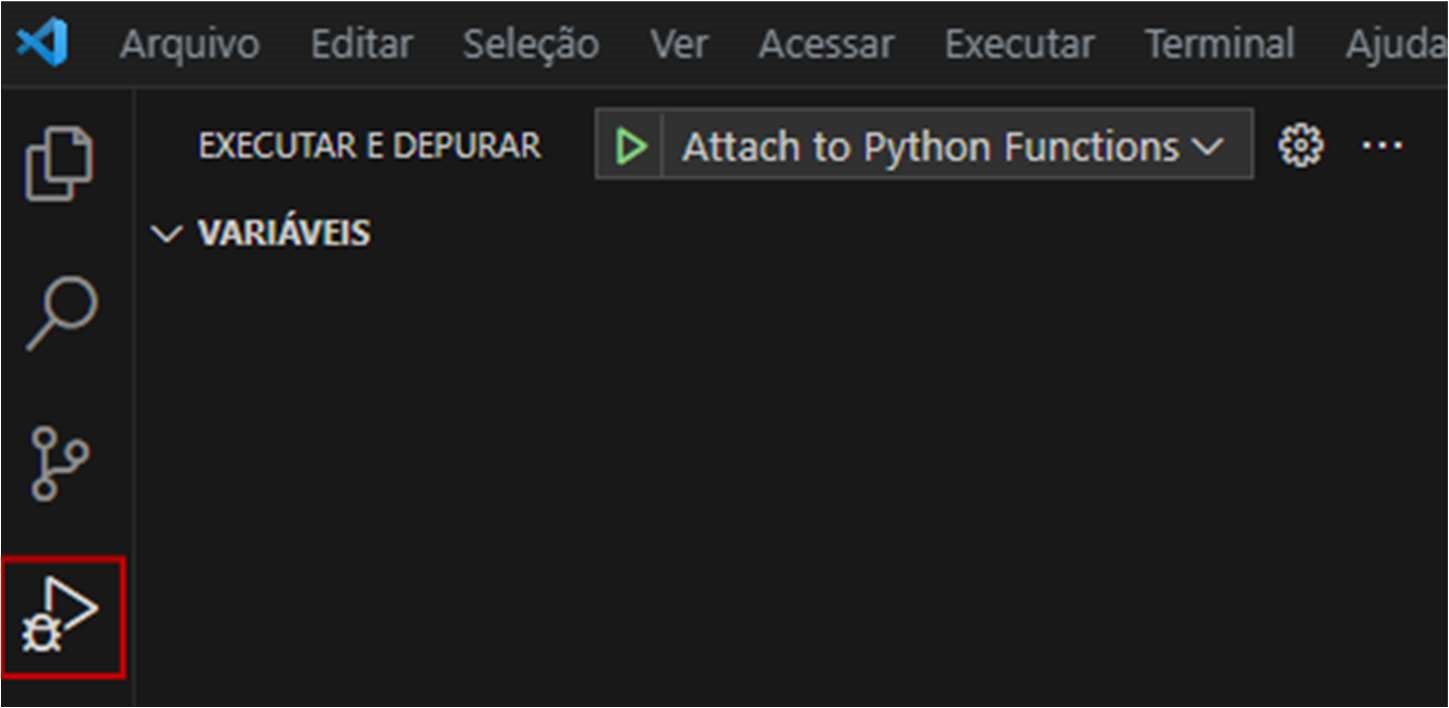 Arquivo Editar Seleção Ver Acessar Executar Terminal Ajuda
EXECUTAR E DEPURAR Attach to Python Functions
VARIÁVEIS